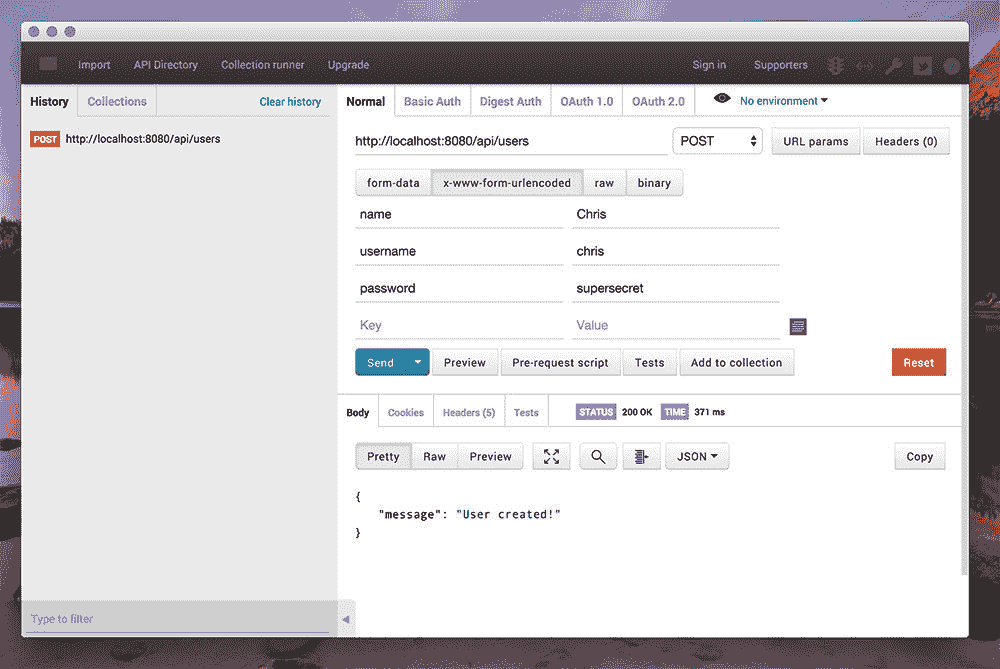 Import API Directory Collection runner Upgrade Sign in Supporters
History Collections Clear history
POST http://localhost:8080/api/users
Type to filter
Normal Basic Auth Digest Auth OAuth 1.0 OAuth 2.0 No environment
http://localhost:8080/api/users POST URL params Headers (0)
form-data x-www-form-urlencoded raw binary
name Chris
username chris
password supersecret
Key Value
Send Preview Pre-request script Tests Add to collection Reset
Body Cookies Headers (5) Tests STATUS 200 OK TIME 371 ms
Pretty Raw Preview JSON Copy
{
"message": "User created!"
}